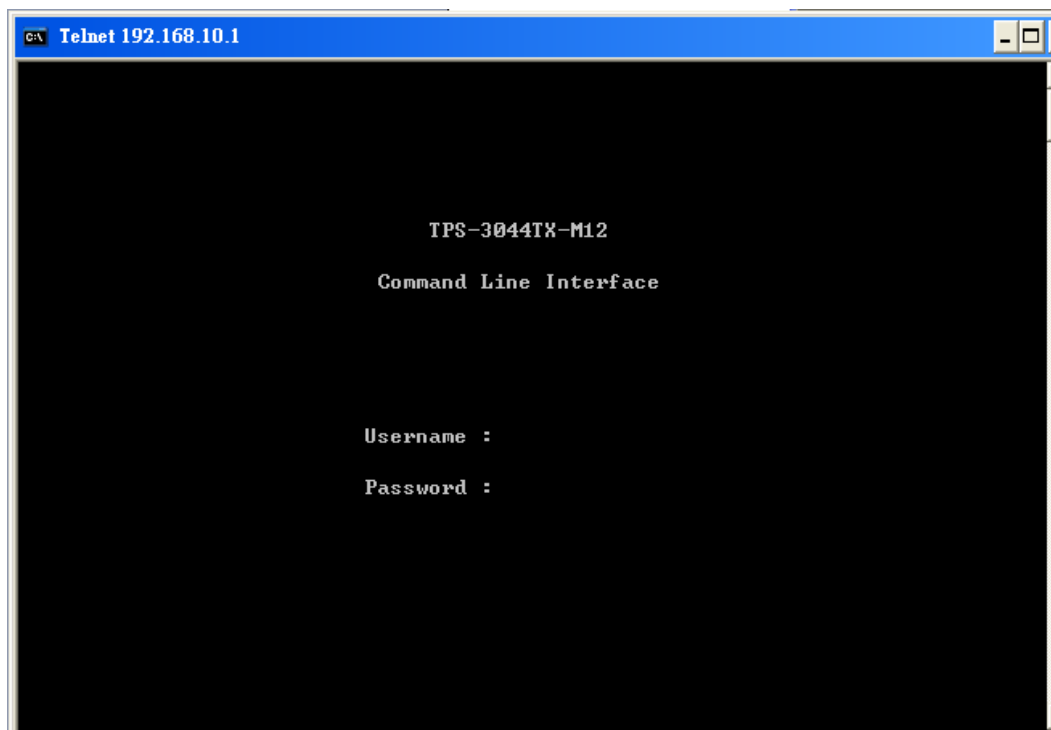 C:\ Telnet 192.168.10.1
TPS-3044TX-M12
Command Line Interface
Username :
Password :